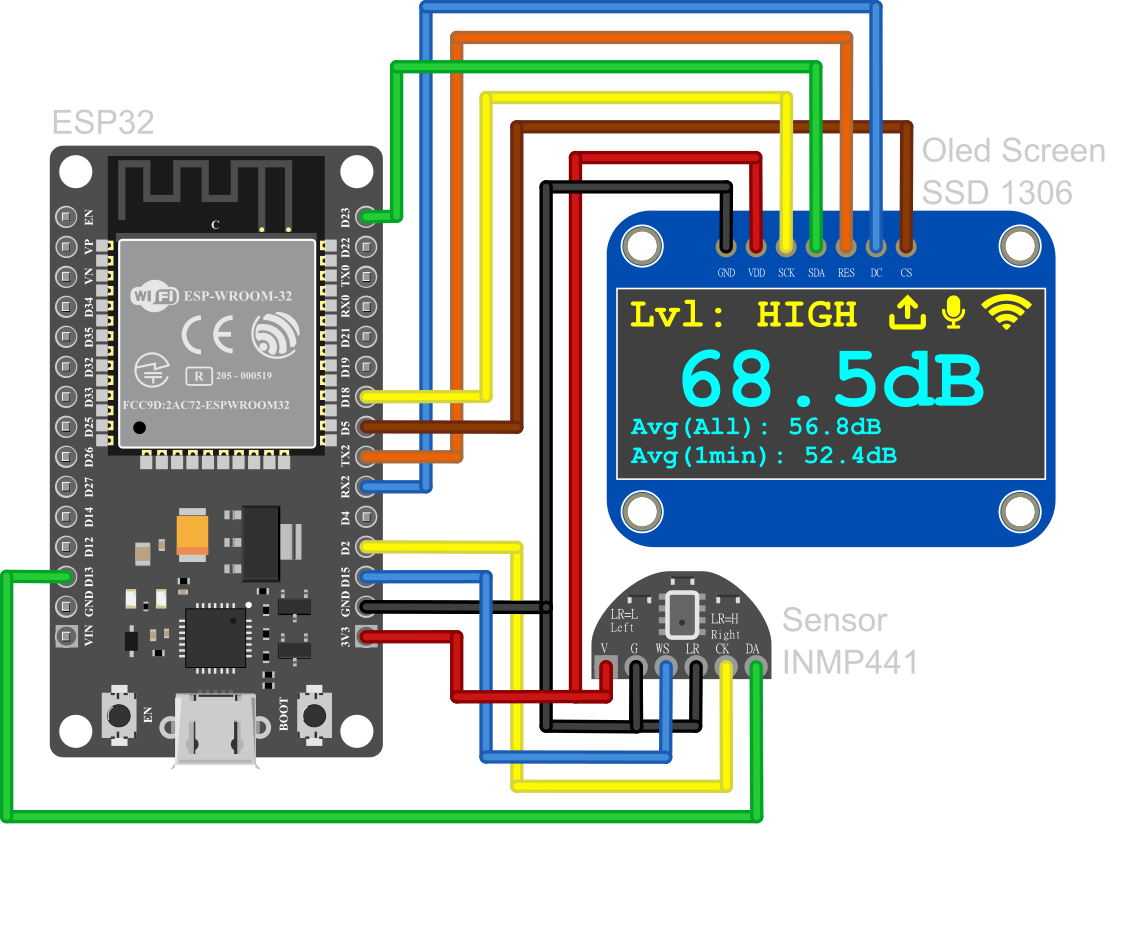 ESP32
Oled Screen
SSD 1306
C
EN
VP
VN
D34
D35
D32
D33
D25
D26
D27
D14
D12
D13
GND
VIN
D23
D22
TX0
RX0
D21
D19
D18
D5
TX2
RX2
D4
D2
D15
GND
3V3
WiFi ESP-WROOM-32
CE
R 205 - 000519
FCC9D:2AC72-ESPWROOM32
EN
BOOT
GND VDD SCK SDA RES DC CS
Lvl: HIGH
68.5dB
Avg(All): 56.8dB
Avg(1min): 52.4dB
LR=L
Left
LR=H
Right
V G WS LR CK DA
Sensor
INMP441